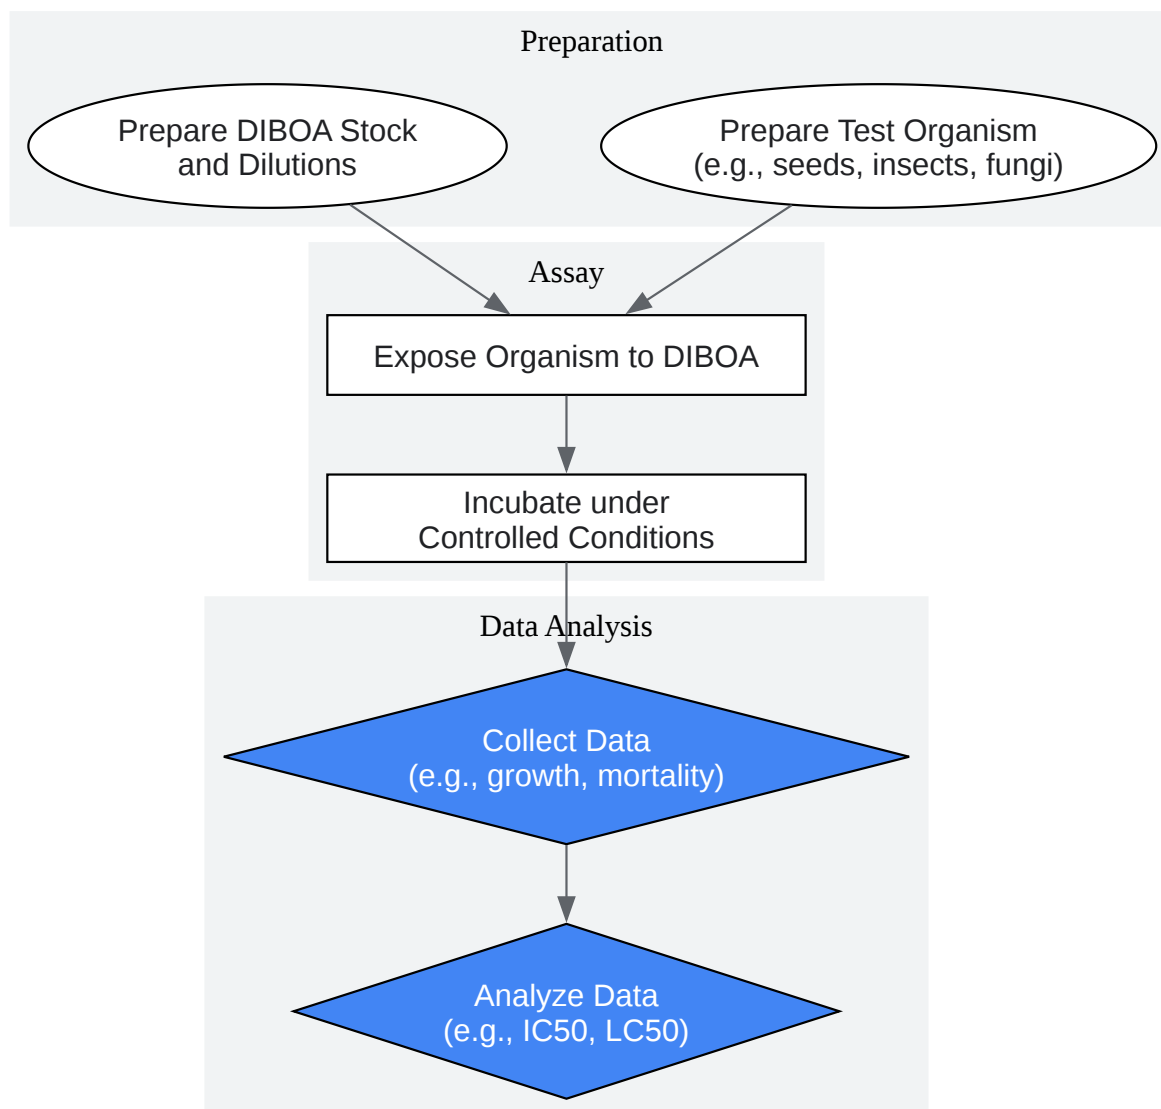 Preparation
Prepare DIBOA Stock
and Dilutions
Prepare Test Organism
(e.g., seeds, insects, fungi)
Assay
Expose Organism to DIBOA
Incubate under
Controlled Conditions
Data Analysis
Collect Data
(e.g., growth, mortality)
Analyze Data
(e.g., IC50, LC50)